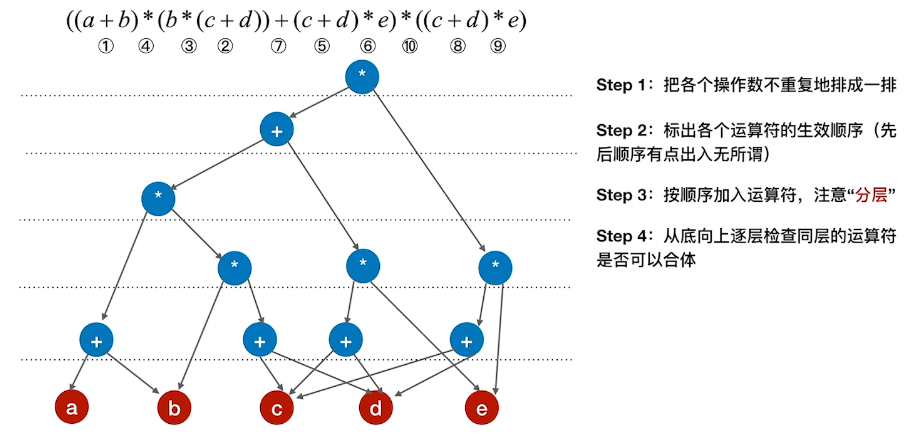 ((a+b)*(b*(c+d))+(c+d)*e)*((c+d)*e)
① ④ ③ ② ⑦ ⑤ ⑥ ⑩ ⑧ ⑨
*
+
*
* * *
+ + + +
a b c d e
Step 1：把各个操作数不重复地排成一排
Step 2：标出各个运算符的生效顺序（先
后顺序有点出入无所谓）
Step 3：按顺序加入运算符，注意“分层”
Step 4：从底向上逐层检查同层的运算符
是否可以合体